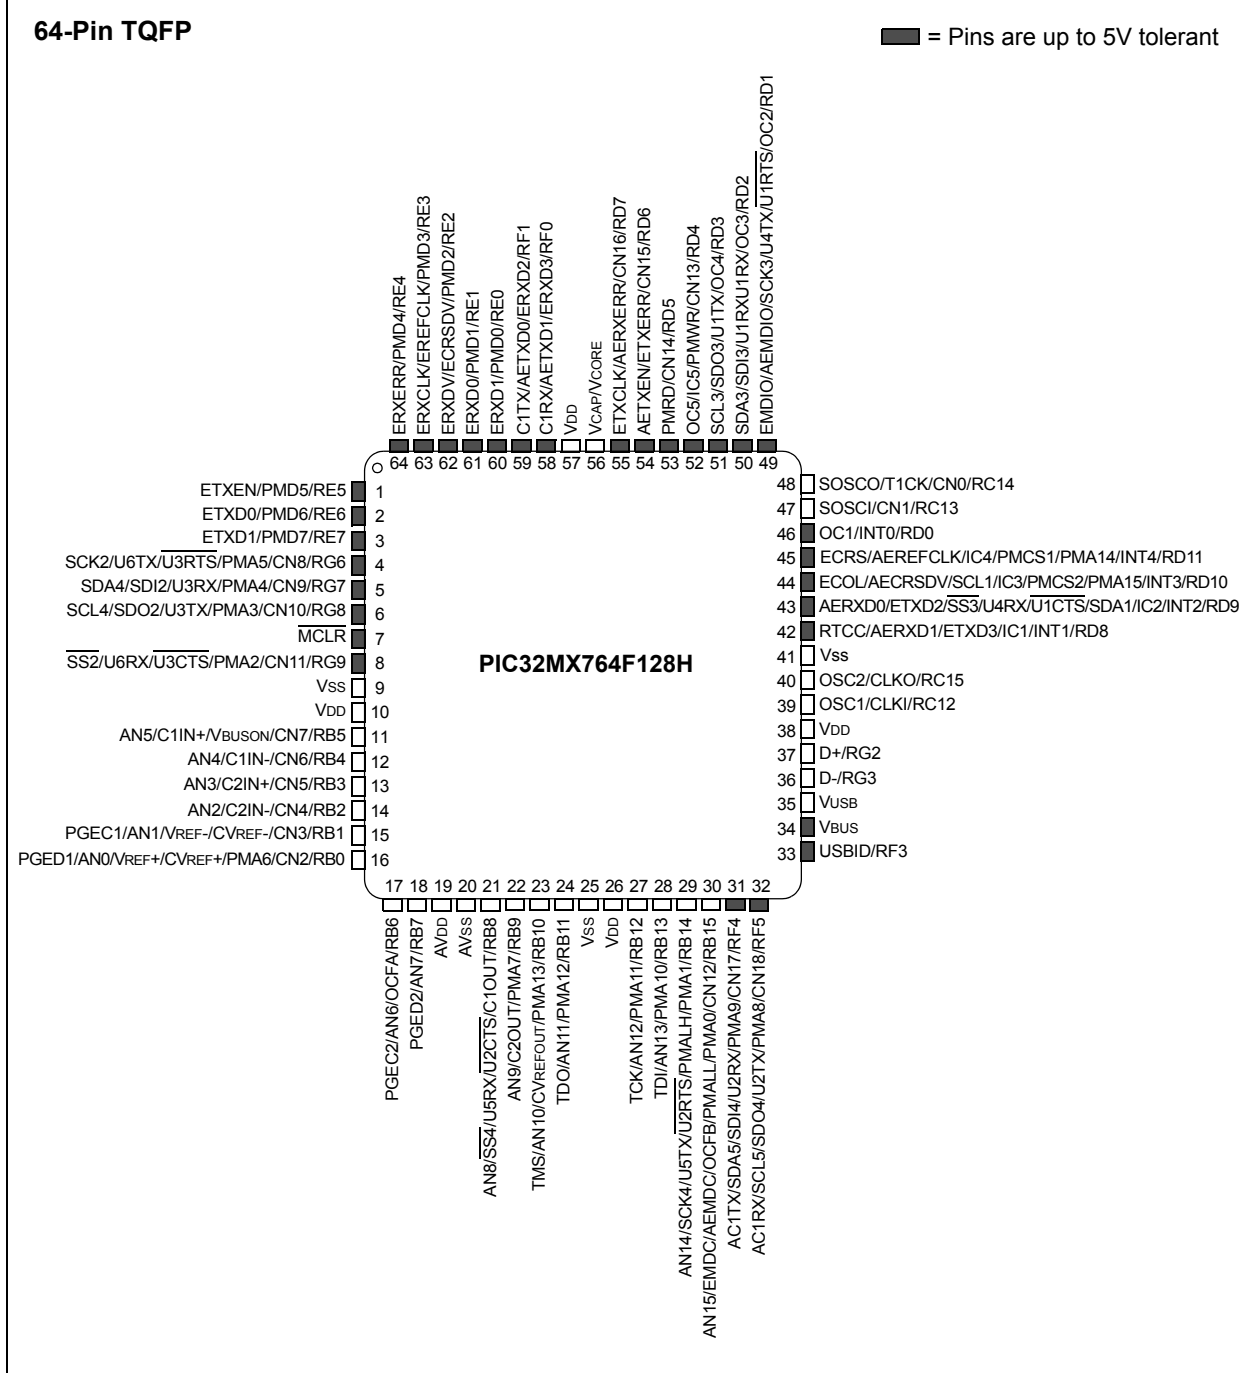 64-Pin TQFP
= Pins are up to 5V tolerant
ERXERR/PMD4/RE4
ERXCLK/EREFCLK/PMD3/RE3
ERXDV/ECRSDV/PMD2/RE2
ERXD0/PMD1/RE1
ERXD1/PMD0/RE0
C1TX/AETXD0/ERXD2/RF1
C1RX/AETXD1/ERXD3/RF0
VDD
VCAP/VCORE
ETXCLK/AERXERR/CN16/RD7
AETXEN/ETXERR/CN15/RD6
PMRD/CN14/RD5
OC5/IC5/PMWR/CN13/RD4
SCL3/SDO3/U1TX/OC4/RD3
SDA3/SDI3/U1RXU1RX/OC3/RD2
EMDIO/AEMDIO/SCK3/U4TX/U1RTS/OC2/RD1
64 63 62 61 60 59 58 57 56 55 54 53 52 51 50 49
ETXEN/PMD5/RE5 1
ETXD0/PMD6/RE6 2
ETXD1/PMD7/RE7 3
SCK2/U6TX/U3RTS/PMA5/CN8/RG6 4
SDA4/SDI2/U3RX/PMA4/CN9/RG7 5
SCL4/SDO2/U3TX/PMA3/CN10/RG8 6
MCLR 7
SS2/U6RX/U3CTS/PMA2/CN11/RG9 8
VSS 9
VDD 10
AN5/C1IN+/VBUSON/CN7/RB5 11
AN4/C1IN-/CN6/RB4 12
AN3/C2IN+/CN5/RB3 13
AN2/C2IN-/CN4/RB2 14
PGEC1/AN1/VREF-/CVREF-/CN3/RB1 15
PGED1/AN0/VREF+/CVREF+/PMA6/CN2/RB0 16
PIC32MX764F128H
48 SOSCO/T1CK/CN0/RC14
47 SOSCI/CN1/RC13
46 OC1/INT0/RD0
45 ECRS/AEREFCLK/IC4/PMCS1/PMA14/INT4/RD11
44 ECOL/AECRSDV/SCL1/IC3/PMCS2/PMA15/INT3/RD10
43 AERXD0/ETXD2/SS3/U4RX/U1CTS/SDA1/IC2/INT2/RD9
42 RTCC/AERXD1/ETXD3/IC1/INT1/RD8
41 Vss
40 OSC2/CLKO/RC15
39 OSC1/CLKI/RC12
38 VDD
37 D+/RG2
36 D-/RG3
35 VUSB
34 VBUS
33 USBID/RF3
17 18 19 20 21 22 23 24 25 26 27 28 29 30 31 32
PGEC2/AN6/OCFA/RB6
PGED2/AN7/RB7
AVDD
AVSS
AN8/SS4/U5RX/U2CTS/C1OUT/RB8
AN9/C2OUT/PMA7/RB9
TMS/AN10/CVREFOUT/PMA13/RB10
TDO/AN11/PMA12/RB11
VSS
VDD
TCK/AN12/PMA11/RB12
TDI/AN13/PMA10/RB13
AN14/SCK4/U5TX/U2RTS/PMALH/PMA1/RB14
AN15/EMDC/AEMDC/OCFB/PMALL/PMA0/CN12/RB15
AC1TX/SDA5/SDI4/U2RX/PMA9/CN17/RF4
AC1RX/SCL5/SDO4/U2TX/PMA8/CN18/RF5